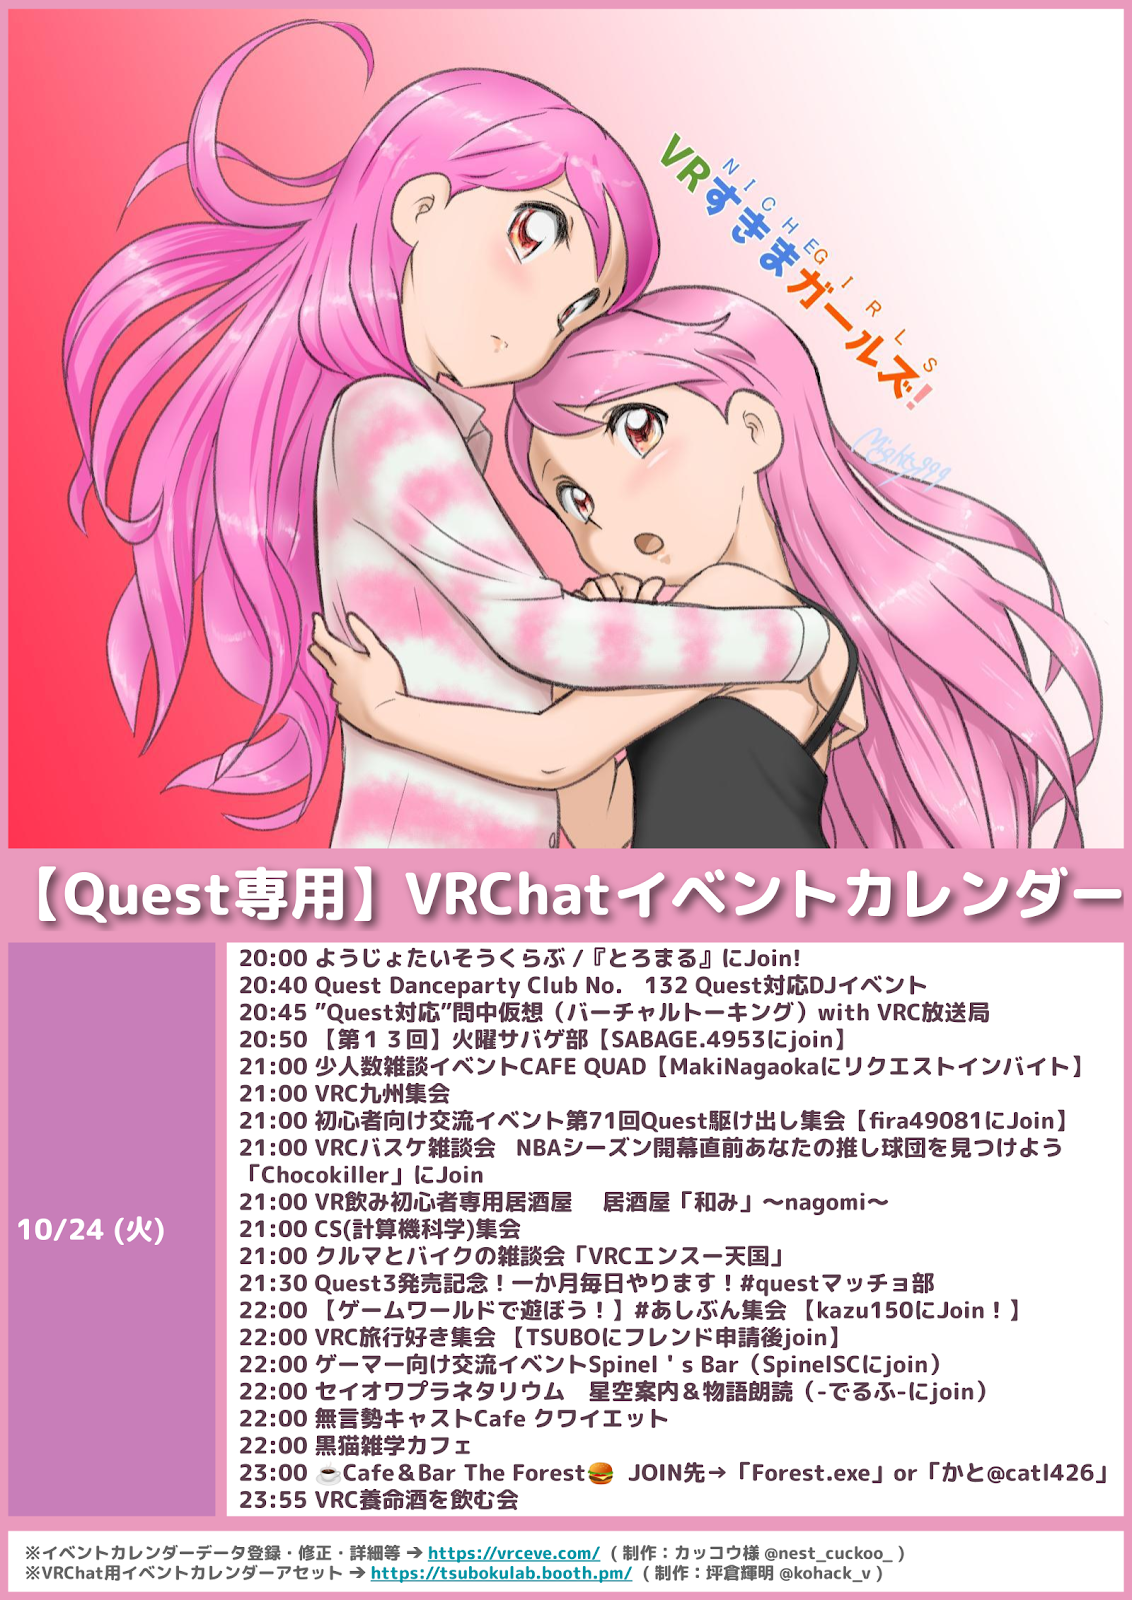 VRすきまガールズ!
NICHEGIRLS
Mighty999
【Quest専用】VRChatイベントカレンダー
10/24 (火)
20:00 ようじょたいそうくらぶ /『とろまる』にJoin!
20:40 Quest Danceparty Club No.　132 Quest対応DJイベント
20:45 ”Quest対応”問中仮想（バーチャルトーキング）with VRC放送局
20:50 【第１３回】火曜サバゲ部【SABAGE.4953にjoin】
21:00 少人数雑談イベントCAFE QUAD【MakiNagaokaにリクエストインバイト】
21:00 VRC九州集会
21:00 初心者向け交流イベント第71回Quest駆け出し集会【fira49081にJoin】
21:00 VRCバスケ雑談会　NBAシーズン開幕直前あなたの推し球団を見つけよう
「Chocokiller」にJoin
21:00 VR飲み初心者専用居酒屋　 居酒屋「和み」～nagomi～
21:00 CS(計算機科学)集会
21:00 クルマとバイクの雑談会「VRCエンスー天国」
21:30 Quest3発売記念！一か月毎日やります！#questマッチョ部
22:00 【ゲームワールドで遊ぼう！】#あしぶん集会 【kazu150にJoin！】
22:00 VRC旅行好き集会 【TSUBOにフレンド申請後join】
22:00 ゲーマー向け交流イベントSpinel ' s Bar（SpinelSCにjoin）
22:00 セイオワプラネタリウム　星空案内＆物語朗読（-でるふ-にjoin）
22:00 無言勢キャストCafe クワイエット
22:00 黒猫雑学カフェ
23:00 ☕Cafe＆Bar The Forest🍔 JOIN先→「Forest.exe」or「かと@catl426」
23:55 VRC養命酒を飲む会
※イベントカレンダーデータ登録・修正・詳細等 → https://vrceve.com/ （ 制作：カッコウ様 @nest_cuckoo_ ）
※VRChat用イベントカレンダーアセット → https://tsubokulab.booth.pm/ （ 制作：坪倉輝明 @kohack_v ）